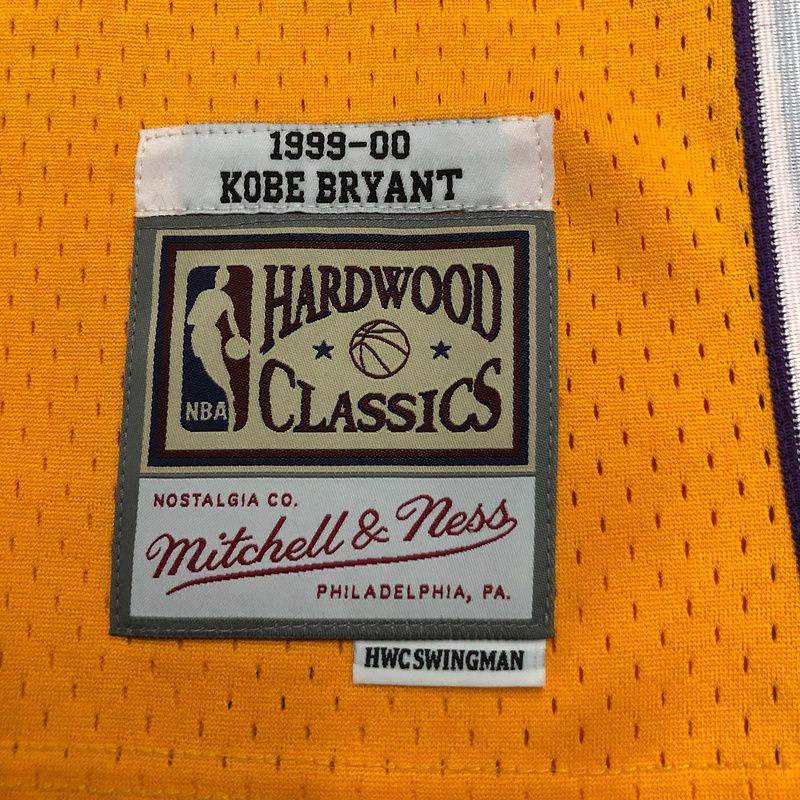 1999-00
KOBE BRYANT
HARDWOOD
CLASSICS
NBA
NOSTALGIA CO.
Mitchell & Ness
PHILADELPHIA, PA.
HWC SWINGMAN